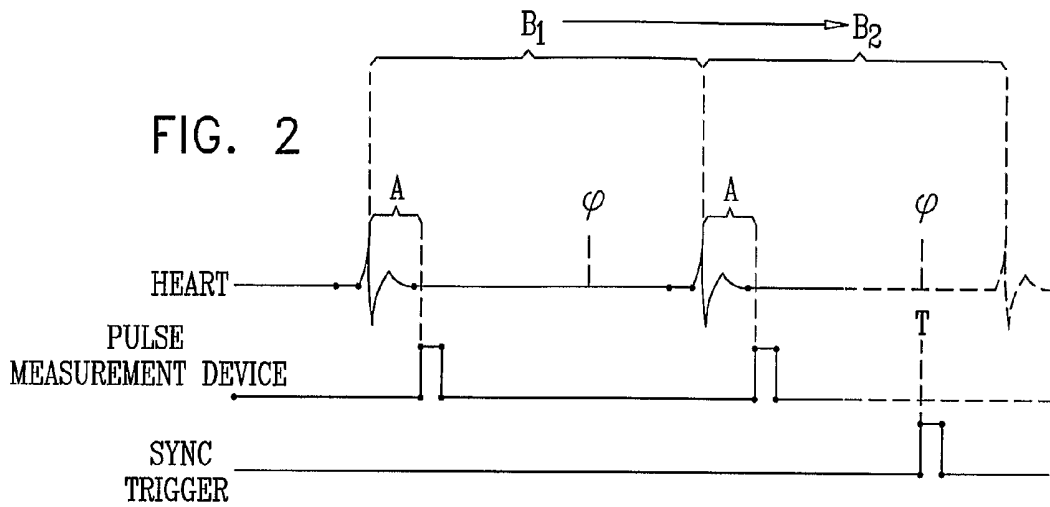 B1 B2
FIG. 2
A φ A φ
HEART
T
PULSE
MEASUREMENT DEVICE
SYNC
TRIGGER